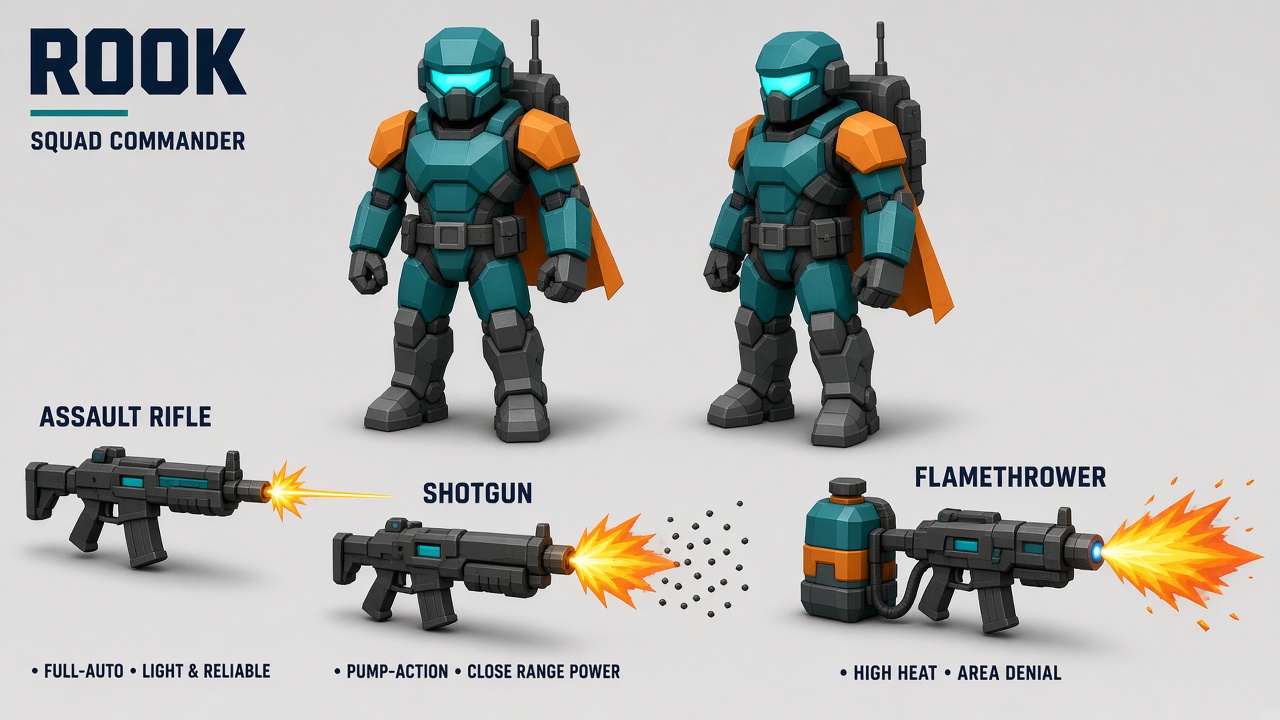 ROOK
SQUAD COMMANDER
ASSAULT RIFLE
SHOTGUN
FLAMETHROWER
• FULL-AUTO • LIGHT & RELIABLE
• PUMP-ACTION • CLOSE RANGE POWER
• HIGH HEAT • AREA DENIAL